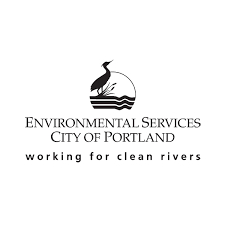 ENVIRONMENTAL SERVICES
CITY OF PORTLAND
working for clean rivers